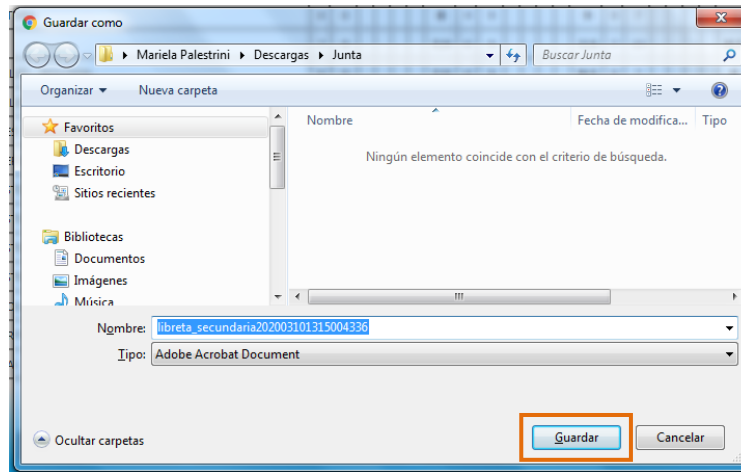 Guardar como
Mariela Palestrini Descargas Junta Buscar Junta
Organizar Nueva carpeta
Favoritos
Descargas
Escritorio
Sitios recientes
Bibliotecas
Documentos
Imágenes
Música
Nombre Fecha de modifica... Tipo
Ningún elemento coincide con el criterio de búsqueda.
Nombre: libreta_secundaria202003101315004336
Tipo: Adobe Acrobat Document
Ocultar carpetas Guardar Cancelar